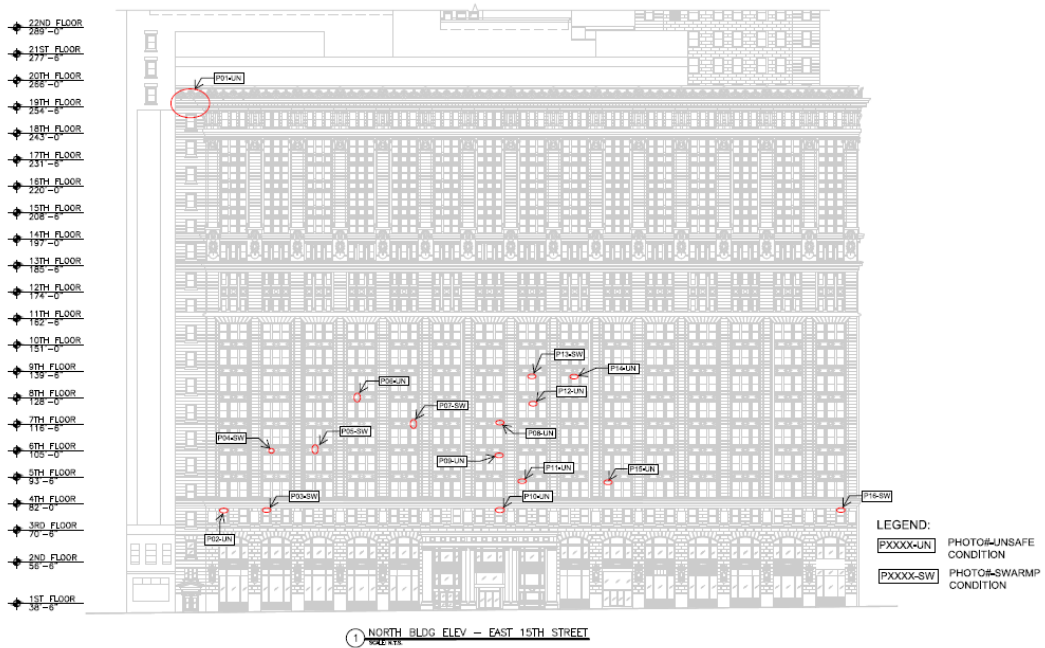 22ND FLOOR
289'-0"
21ST FLOOR
277'-6"
20TH FLOOR
266'-0"
19TH FLOOR
254'-6"
18TH FLOOR
243'-0"
17TH FLOOR
231'-6"
16TH FLOOR
220'-0"
15TH FLOOR
208'-6"
14TH FLOOR
197'-0"
13TH FLOOR
185'-6"
12TH FLOOR
174'-0"
11TH FLOOR
162'-6"
10TH FLOOR
151'-0"
9TH FLOOR
139'-6"
8TH FLOOR
128'-0"
7TH FLOOR
116'-6"
6TH FLOOR
105'-0"
5TH FLOOR
93'-6"
4TH FLOOR
82'-0"
3RD FLOOR
70'-6"
2ND FLOOR
56'-6"
1ST FLOOR
38'-6"
P01-UN
P13-SW
P14-UN
P12-UN
P07-SW
P05-SW
P04-SW
P08-UN
P09-UN
P11-UN
P15-UN
P03-SW
P10-UN
P16-SW
P02-UN
LEGEND:
PXXXX-UN PHOTO#-UNSAFE
CONDITION
PXXXX-SW PHOTO#-SWARMP
CONDITION
1 NORTH BLDG ELEV – EAST 15TH STREET
SCALE: N.T.S.